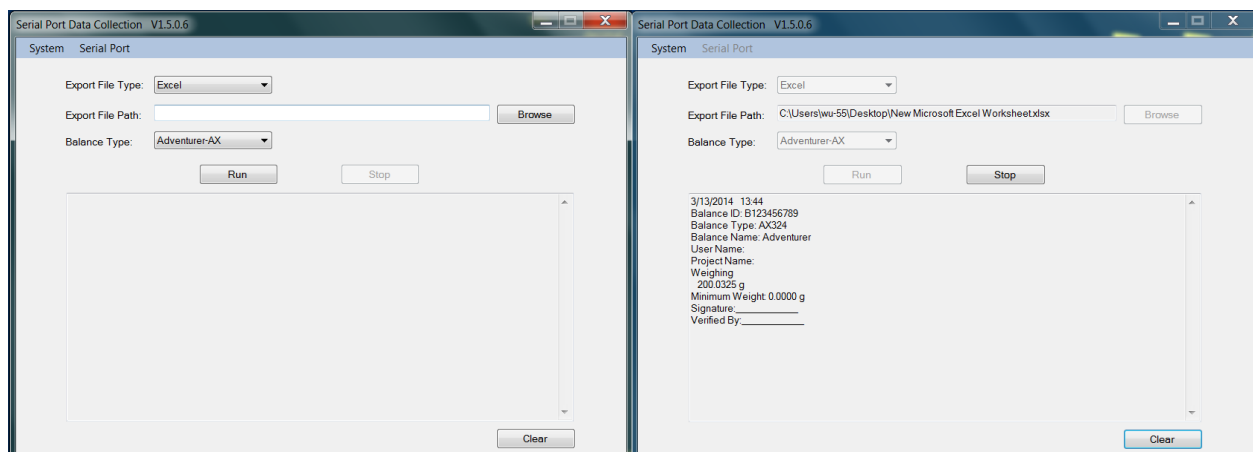 Serial Port Data Collection V1.5.0.6
System Serial Port
Export File Type: Excel
Export File Path: Browse
Balance Type: Adventurer-AX
Run Stop
Clear
Serial Port Data Collection V1.5.0.6
System Serial Port
Export File Type: Excel
Export File Path: C:\Users\wu-55\Desktop\New Microsoft Excel Worksheet.xlsx Browse
Balance Type: Adventurer-AX
Run Stop
3/13/2014 13:44
Balance ID: B123456789
Balance Type: AX324
Balance Name: Adventurer
User Name:
Project Name:
Weighing
200.0325 g
Minimum Weight: 0.0000 g
Signature:____________
Verified By:____________
Clear